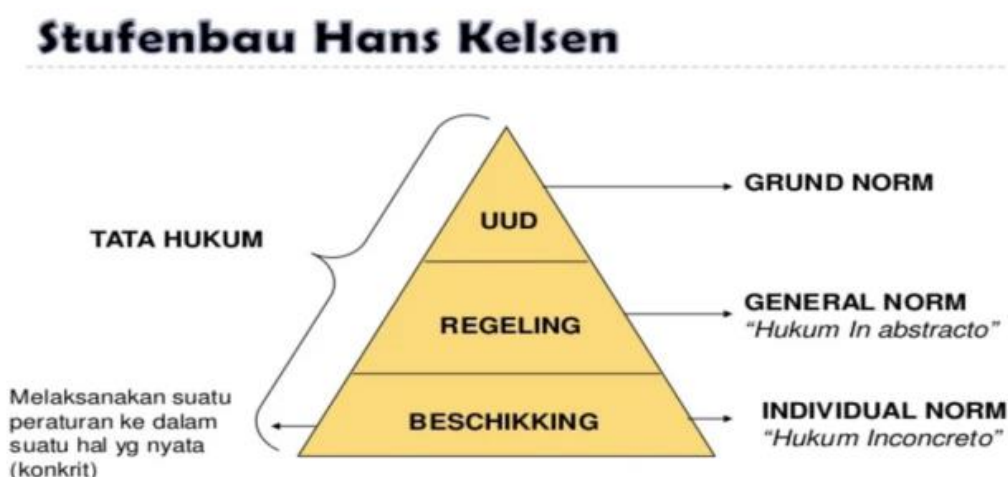 Stufenbau Hans Kelsen
GRUND NORM
UUD
TATA HUKUM
GENERAL NORM
“Hukum In abstracto”
REGELING
Melaksanakan suatu
peraturan ke dalam
suatu hal yg nyata
(konkrit)
BESCHIKKING
INDIVIDUAL NORM
“Hukum Inconcreto”